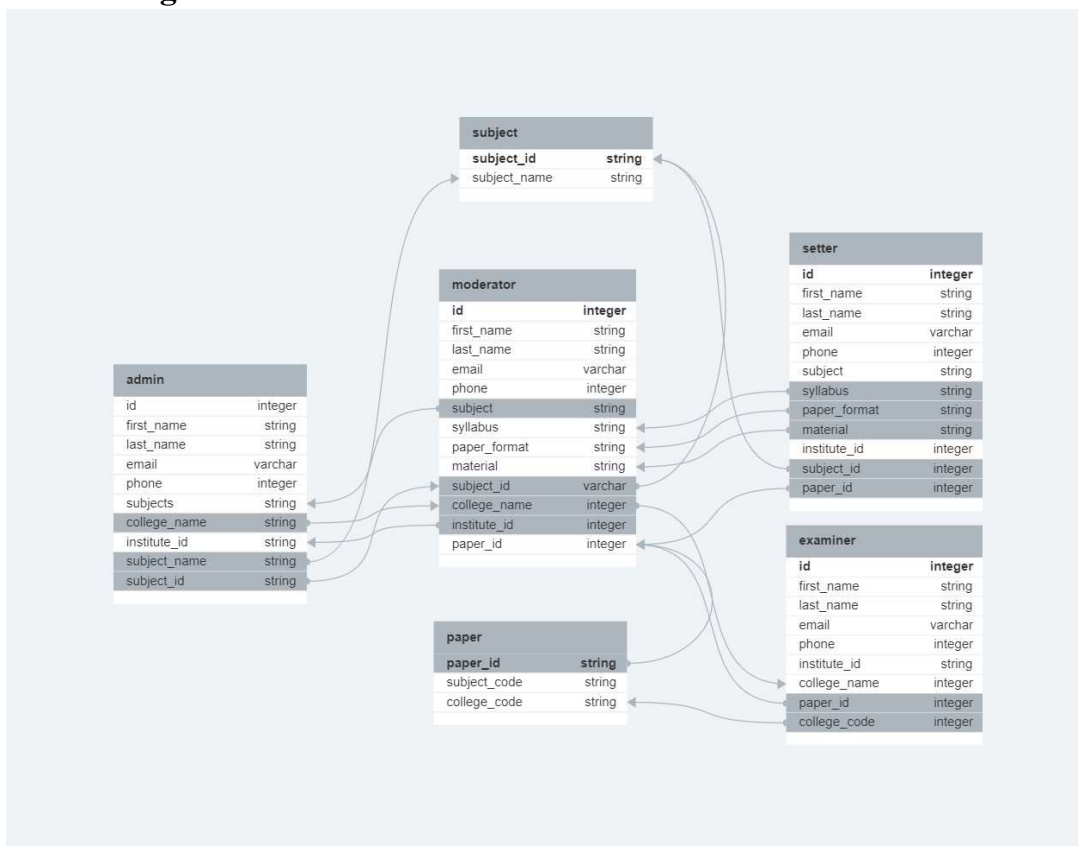 subject
subject_id string
subject_name string
setter
id integer
first_name string
last_name string
email varchar
phone integer
subject string
syllabus string
paper_format string
material string
institute_id integer
subject_id integer
paper_id integer
moderator
id integer
first_name string
last_name string
email varchar
phone integer
subject string
syllabus string
paper_format string
material string
subject_id varchar
college_name integer
institute_id integer
paper_id integer
admin
id integer
first_name string
last_name string
email varchar
phone integer
subjects string
college_name string
institute_id string
subject_name string
subject_id string
examiner
id integer
first_name string
last_name string
email varchar
phone integer
institute_id string
college_name integer
paper_id integer
college_code integer
paper
paper_id string
subject_code string
college_code string